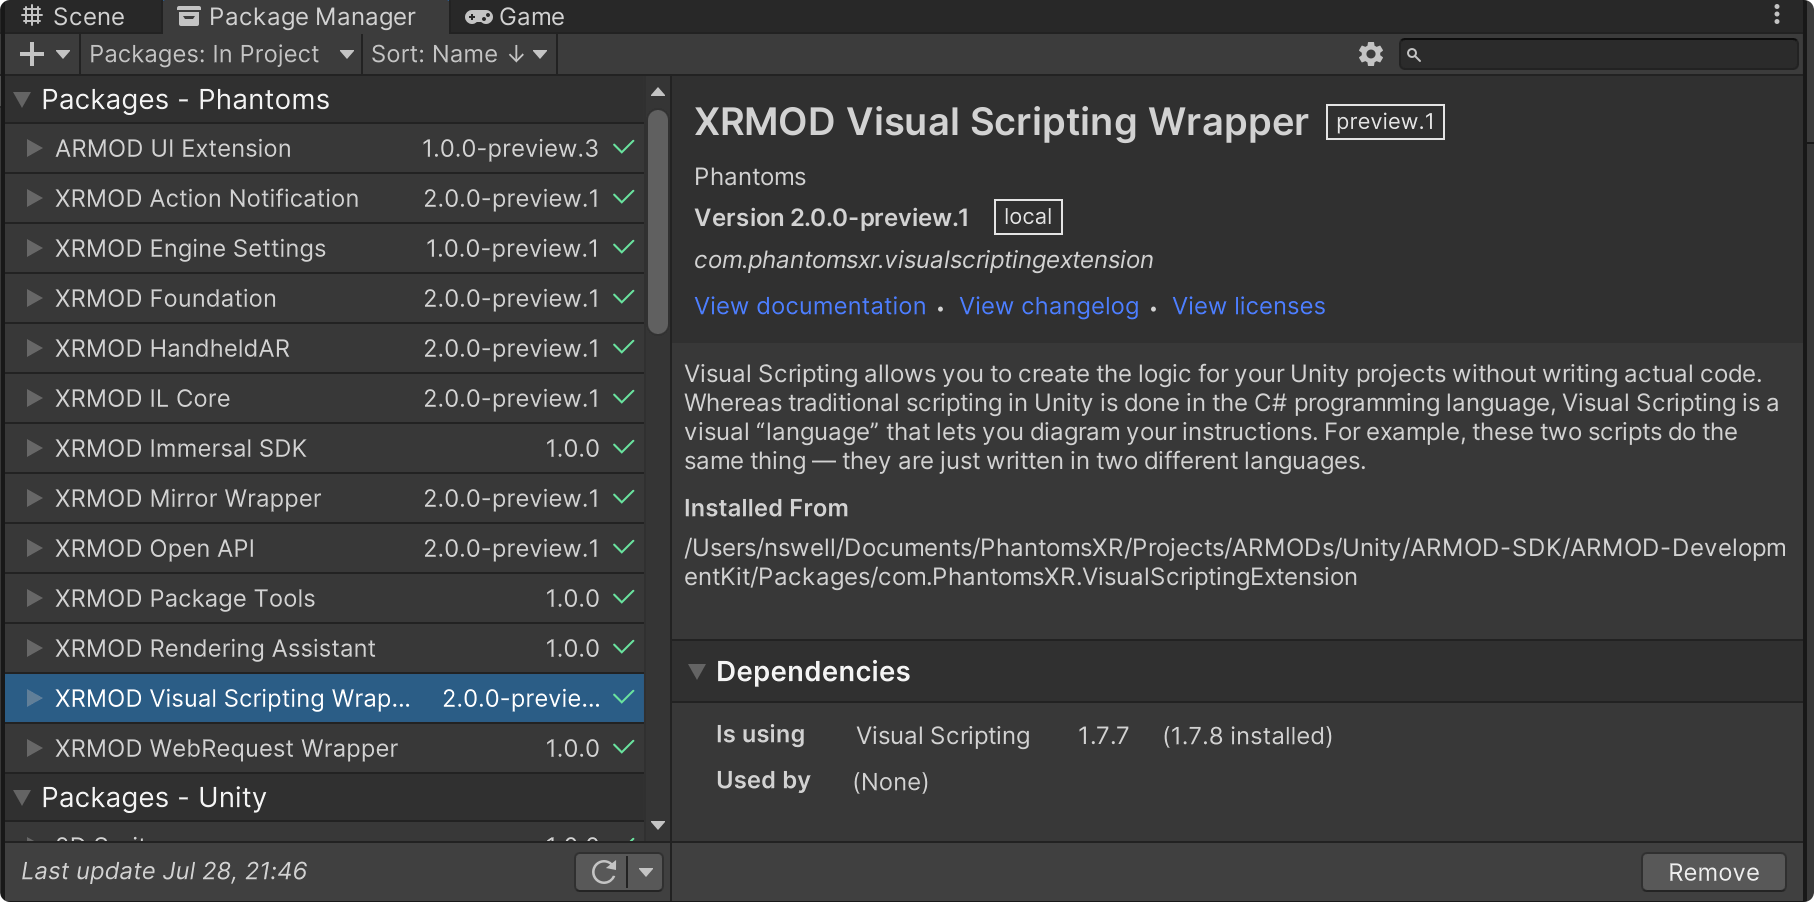 Scene
Package Manager
Game
Packages: In Project
Sort: Name ↓
Packages - Phantoms
ARMOD UI Extension 1.0.0-preview.3
XRMOD Action Notification 2.0.0-preview.1
XRMOD Engine Settings 1.0.0-preview.1
XRMOD Foundation 2.0.0-preview.1
XRMOD HandheldAR 2.0.0-preview.1
XRMOD IL Core 2.0.0-preview.1
XRMOD Immersal SDK 1.0.0
XRMOD Mirror Wrapper 2.0.0-preview.1
XRMOD Open API 2.0.0-preview.1
XRMOD Package Tools 1.0.0
XRMOD Rendering Assistant 1.0.0
XRMOD Visual Scripting Wrap... 2.0.0-previe...
XRMOD WebRequest Wrapper 1.0.0
Packages - Unity
Last update Jul 28, 21:46
XRMOD Visual Scripting Wrapper preview.1
Phantoms
Version 2.0.0-preview.1 local
com.phantomsxr.visualscriptingextension
View documentation • View changelog • View licenses
Visual Scripting allows you to create the logic for your Unity projects without writing actual code.
Whereas traditional scripting in Unity is done in the C# programming language, Visual Scripting is a
visual “language” that lets you diagram your instructions. For example, these two scripts do the
same thing — they are just written in two different languages.
Installed From
/Users/nswell/Documents/PhantomsXR/Projects/ARMODs/Unity/ARMOD-SDK/ARMOD-Developm
entKit/Packages/com.PhantomsXR.VisualScriptingExtension
Dependencies
Is using Visual Scripting 1.7.7 (1.7.8 installed)
Used by (None)
Remove